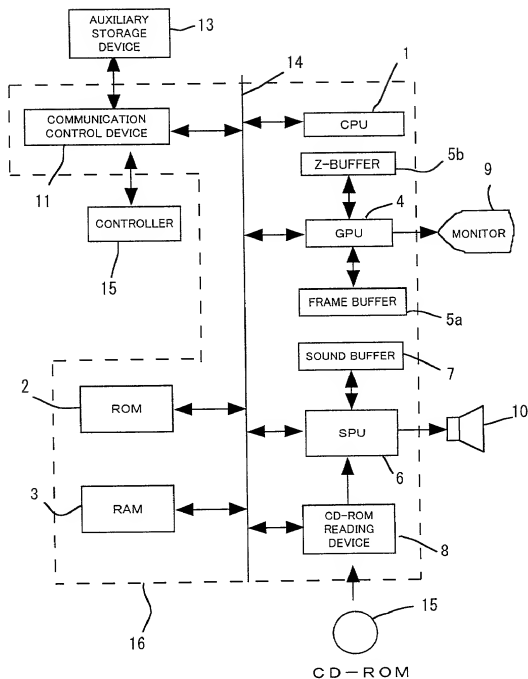 AUXILIARY
STORAGE
DEVICE
13
14
1
COMMUNICATION
CONTROL DEVICE
CPU
11
Z-BUFFER
5b
9
4
CONTROLLER
GPU
MONITOR
15
FRAME BUFFER
5a
SOUND BUFFER
7
2
ROM
10
SPU
6
3
RAM
CD-ROM
READING
DEVICE
8
16
15
CD-ROM